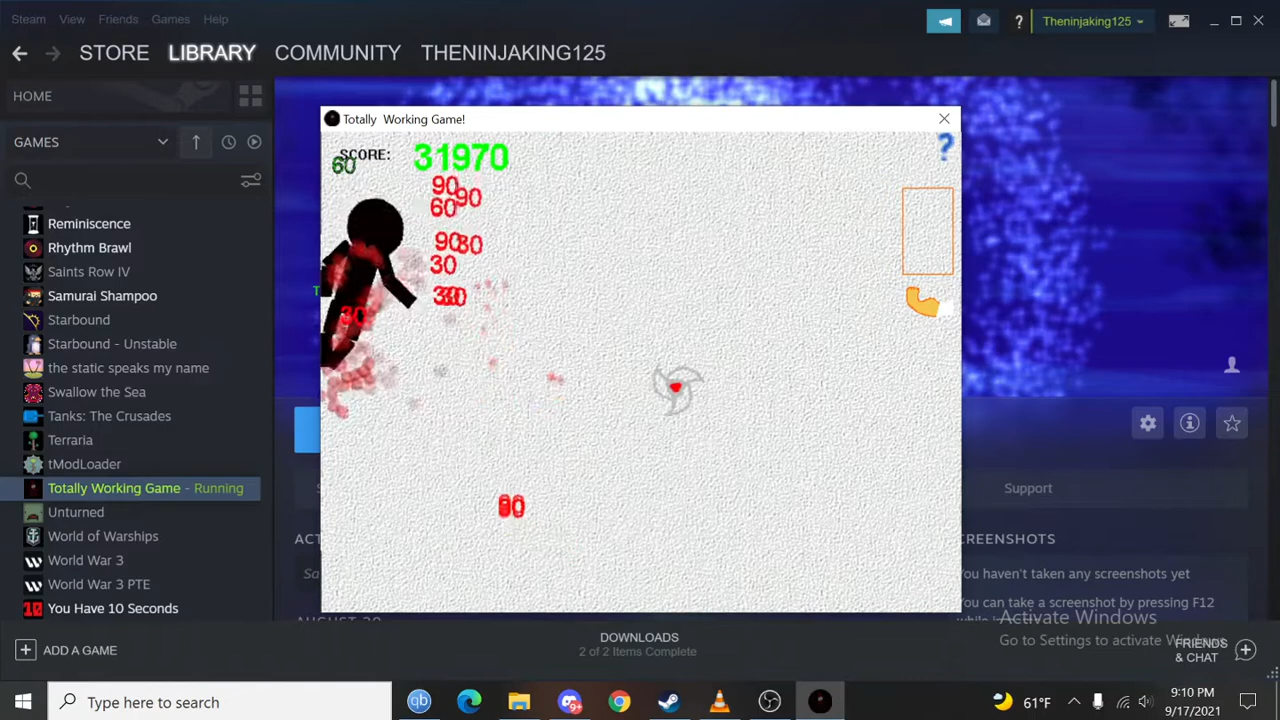 Steam View Friends Games Help
Theninjaking125
STORE LIBRARY COMMUNITY THENINJAKING125
HOME
GAMES
Reminiscence
Rhythm Brawl
Saints Row IV
Samurai Shampoo
Starbound
Starbound - Unstable
the static speaks my name
Swallow the Sea
Tanks: The Crusades
Terraria
tModLoader
Totally Working Game - Running
Unturned
World of Warships
World War 3
World War 3 PTE
You Have 10 Seconds
ADD A GAME
Totally Working Game!
SCORE: 31970
60
90
90
60
90
30
30
30
30
?
Support
CREENSHOTS
You haven't taken any screenshots yet
You can take a screenshot by pressing F12
Activate Windows
Go to Settings to activate Windows.
DOWNLOADS
2 of 2 Items Complete
FRIENDS
& CHAT
Type here to search
61°F
9:10 PM
9/17/2021